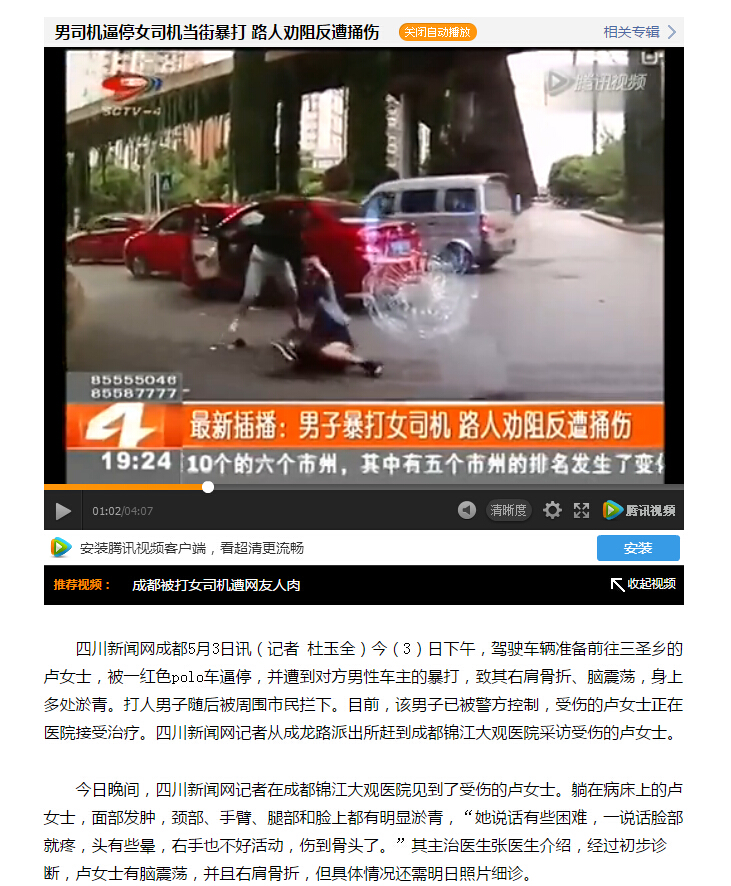 男司机逼停女司机当街暴打 路人劝阻反遭捅伤
关闭自动播放
相关专辑
SCTV-4
腾讯视频
85555046
85587777
4
最新插播：男子暴打女司机 路人劝阻反遭捅伤
19:24
10个的六个市州，其中有五个市州的排名发生了变化
01:02/04:07
清晰度
腾讯视频
安装腾讯视频客户端，看超清更流畅
安装
推荐视频：
成都被打女司机遭网友人肉
收起视频
四川新闻网成都5月3日讯（记者 杜玉全）今（3）日下午，驾驶车辆准备前往三圣乡的
卢女士，被一红色polo车逼停，并遭到对方男性车主的暴打，致其右肩骨折、脑震荡，身上
多处淤青。打人男子随后被周围市民拦下。目前，该男子已被警方控制，受伤的卢女士正在
医院接受治疗。四川新闻网记者从成龙路派出所赶到成都锦江大观医院采访受伤的卢女士。
今日晚间，四川新闻网记者在成都锦江大观医院见到了受伤的卢女士。躺在病床上的卢
女士，面部发肿，颈部、手臂、腿部和脸上都有明显淤青，“她说话有些困难，一说话脸部
就疼，头有些晕，右手也不好活动，伤到骨头了。”其主治医生张医生介绍，经过初步诊
断，卢女士有脑震荡，并且右肩骨折，但具体情况还需明日照片细诊。